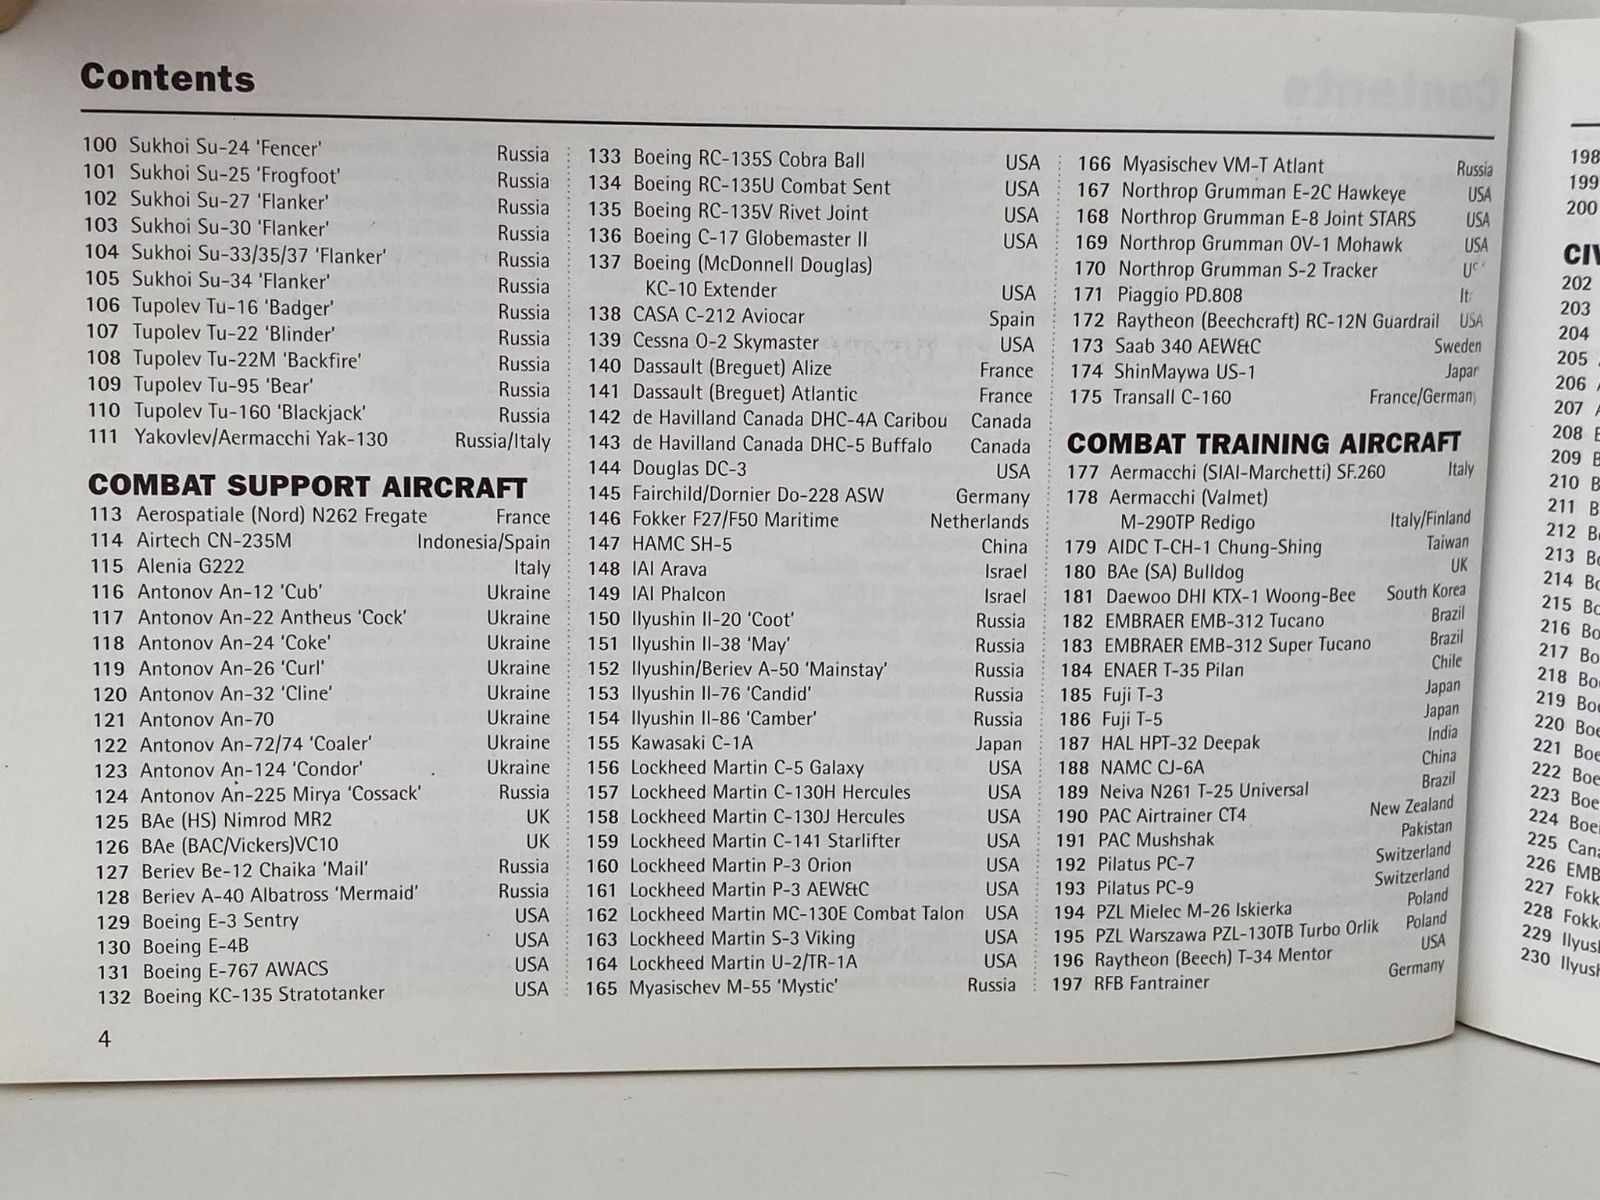 Contents
100 Sukhoi Su-24 'Fencer' Russia
101 Sukhoi Su-25 'Frogfoot' Russia
102 Sukhoi Su-27 'Flanker' Russia
103 Sukhoi Su-30 'Flanker' Russia
104 Sukhoi Su-33/35/37 'Flanker' Russia
105 Sukhoi Su-34 'Flanker' Russia
106 Tupolev Tu-16 'Badger' Russia
107 Tupolev Tu-22 'Blinder' Russia
108 Tupolev Tu-22M 'Backfire' Russia
109 Tupolev Tu-95 'Bear' Russia
110 Tupolev Tu-160 'Blackjack' Russia
111 Yakovlev/Aermacchi Yak-130 Russia/Italy
COMBAT SUPPORT AIRCRAFT
113 Aerospatiale (Nord) N262 Fregate France
114 Airtech CN-235M Indonesia/Spain
115 Alenia G222 Italy
116 Antonov An-12 'Cub' Ukraine
117 Antonov An-22 Antheus 'Cock' Ukraine
118 Antonov An-24 'Coke' Ukraine
119 Antonov An-26 'Curl' Ukraine
120 Antonov An-32 'Cline' Ukraine
121 Antonov An-70 Ukraine
122 Antonov An-72/74 'Coaler' Ukraine
123 Antonov An-124 'Condor' Ukraine
124 Antonov An-225 Mirya 'Cossack' Russia
125 BAe (HS) Nimrod MR2 UK
126 BAe (BAC/Vickers)VC10 UK
127 Beriev Be-12 Chaika 'Mail' Russia
128 Beriev A-40 Albatross 'Mermaid' Russia
129 Boeing E-3 Sentry USA
130 Boeing E-4B USA
131 Boeing E-767 AWACS USA
132 Boeing KC-135 Stratotanker USA
133 Boeing RC-135S Cobra Ball USA
134 Boeing RC-135U Combat Sent USA
135 Boeing RC-135V Rivet Joint USA
136 Boeing C-17 Globemaster II USA
137 Boeing (McDonnell Douglas)
KC-10 Extender USA
138 CASA C-212 Aviocar Spain
139 Cessna O-2 Skymaster USA
140 Dassault (Breguet) Alize France
141 Dassault (Breguet) Atlantic France
142 de Havilland Canada DHC-4A Caribou Canada
143 de Havilland Canada DHC-5 Buffalo Canada
144 Douglas DC-3 USA
145 Fairchild/Dornier Do-228 ASW Germany
146 Fokker F27/F50 Maritime Netherlands
147 HAMC SH-5 China
148 IAI Arava Israel
149 IAI Phalcon Israel
150 Ilyushin Il-20 'Coot' Russia
151 Ilyushin Il-38 'May' Russia
152 Ilyushin/Beriev A-50 'Mainstay' Russia
153 Ilyushin Il-76 'Candid' Russia
154 Ilyushin Il-86 'Camber' Russia
155 Kawasaki C-1A Japan
156 Lockheed Martin C-5 Galaxy USA
157 Lockheed Martin C-130H Hercules USA
158 Lockheed Martin C-130J Hercules USA
159 Lockheed Martin C-141 Starlifter USA
160 Lockheed Martin P-3 Orion USA
161 Lockheed Martin P-3 AEW&C USA
162 Lockheed Martin MC-130E Combat Talon USA
163 Lockheed Martin S-3 Viking USA
164 Lockheed Martin U-2/TR-1A USA
165 Myasischev M-55 'Mystic' Russia
166 Myasischev VM-T Atlant Russia
167 Northrop Grumman E-2C Hawkeye USA
168 Northrop Grumman E-8 Joint STARS USA
169 Northrop Grumman OV-1 Mohawk USA
170 Northrop Grumman S-2 Tracker
171 Piaggio PD.808
172 Raytheon (Beechcraft) RC-12N Guardrail USA
173 Saab 340 AEW&C Sweden
174 ShinMaywa US-1 Japan
175 Transall C-160 France/Germany
COMBAT TRAINING AIRCRAFT
177 Aermacchi (SIAI-Marchetti) SF.260 Italy
178 Aermacchi (Valmet)
M-290TP Redigo Italy/Finland
179 AIDC T-CH-1 Chung-Shing Taiwan
180 BAe (SA) Bulldog UK
181 Daewoo DHI KTX-1 Woong-Bee South Korea
182 EMBRAER EMB-312 Tucano Brazil
183 EMBRAER EMB-312 Super Tucano Brazil
184 ENAER T-35 Pilan Chile
185 Fuji T-3 Japan
186 Fuji T-5 Japan
187 HAL HPT-32 Deepak India
188 NAMC CJ-6A China
189 Neiva N261 T-25 Universal Brazil
190 PAC Airtrainer CT4 New Zealand
191 PAC Mushshak Pakistan
192 Pilatus PC-7 Switzerland
193 Pilatus PC-9 Switzerland
194 PZL Mielec M-26 Iskierka Poland
195 PZL Warszawa PZL-130TB Turbo Orlik Poland
196 Raytheon (Beech) T-34 Mentor USA
197 RFB Fantrainer Germany
4
198
199
200
202
203
204
205
206
207
208
209
210
211
212
213
214
215
216
217
218
219
220
221
222
223
224
225
226
227
228
229
230